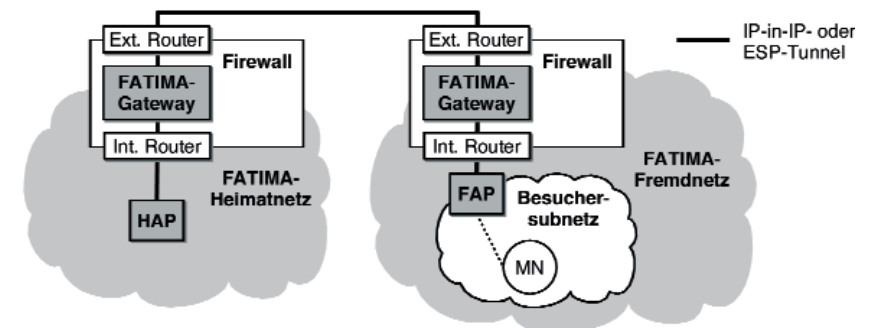 Ext. Router
Firewall
FATIMA-
Gateway
Int. Router
FATIMA-
Heimatnetz
HAP
Ext. Router
Firewall
FATIMA-
Gateway
Int. Router
FATIMA-
Fremdnetz
FAP
Besucher-
subnetz
MN
IP-in-IP- oder
ESP-Tunnel